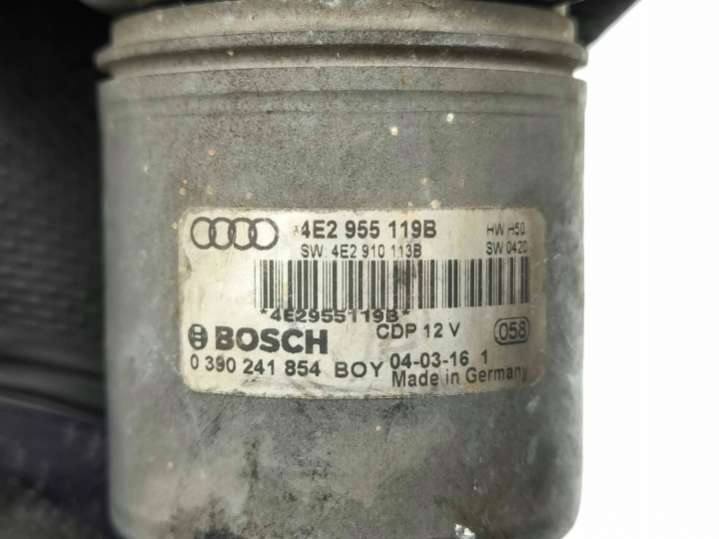 4E2 955 119B HW H50
SW 4E2 910 113B SW 0420
*4E2955119B*
BOSCH CDP 12 V 058
0 390 241 854 BOY 04-03-16 1
Made in Germany